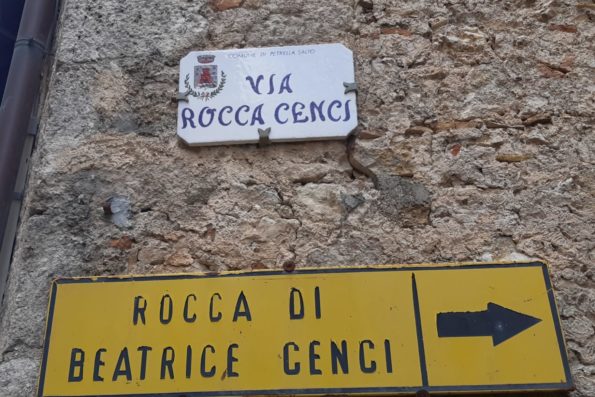 COMUNE DI PETRELLA SALTO
VIA
ROCCA CENCI
ROCCA DI
BEATRICE CENCI